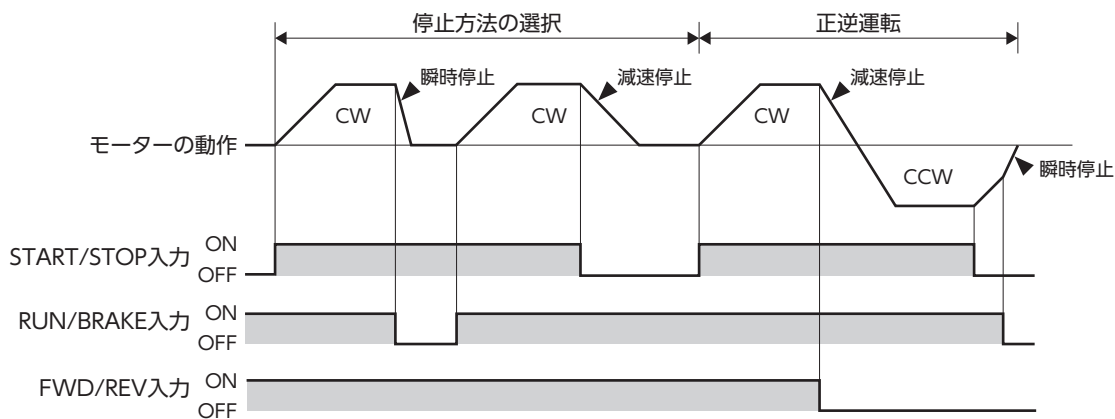 停止方法の選択
正逆運転
瞬時停止
減速停止
減速停止
CW
CW
CW
モーターの動作
CCW
瞬時停止
START/STOP入力
ON
OFF
RUN/BRAKE入力
ON
OFF
FWD/REV入力
ON
OFF